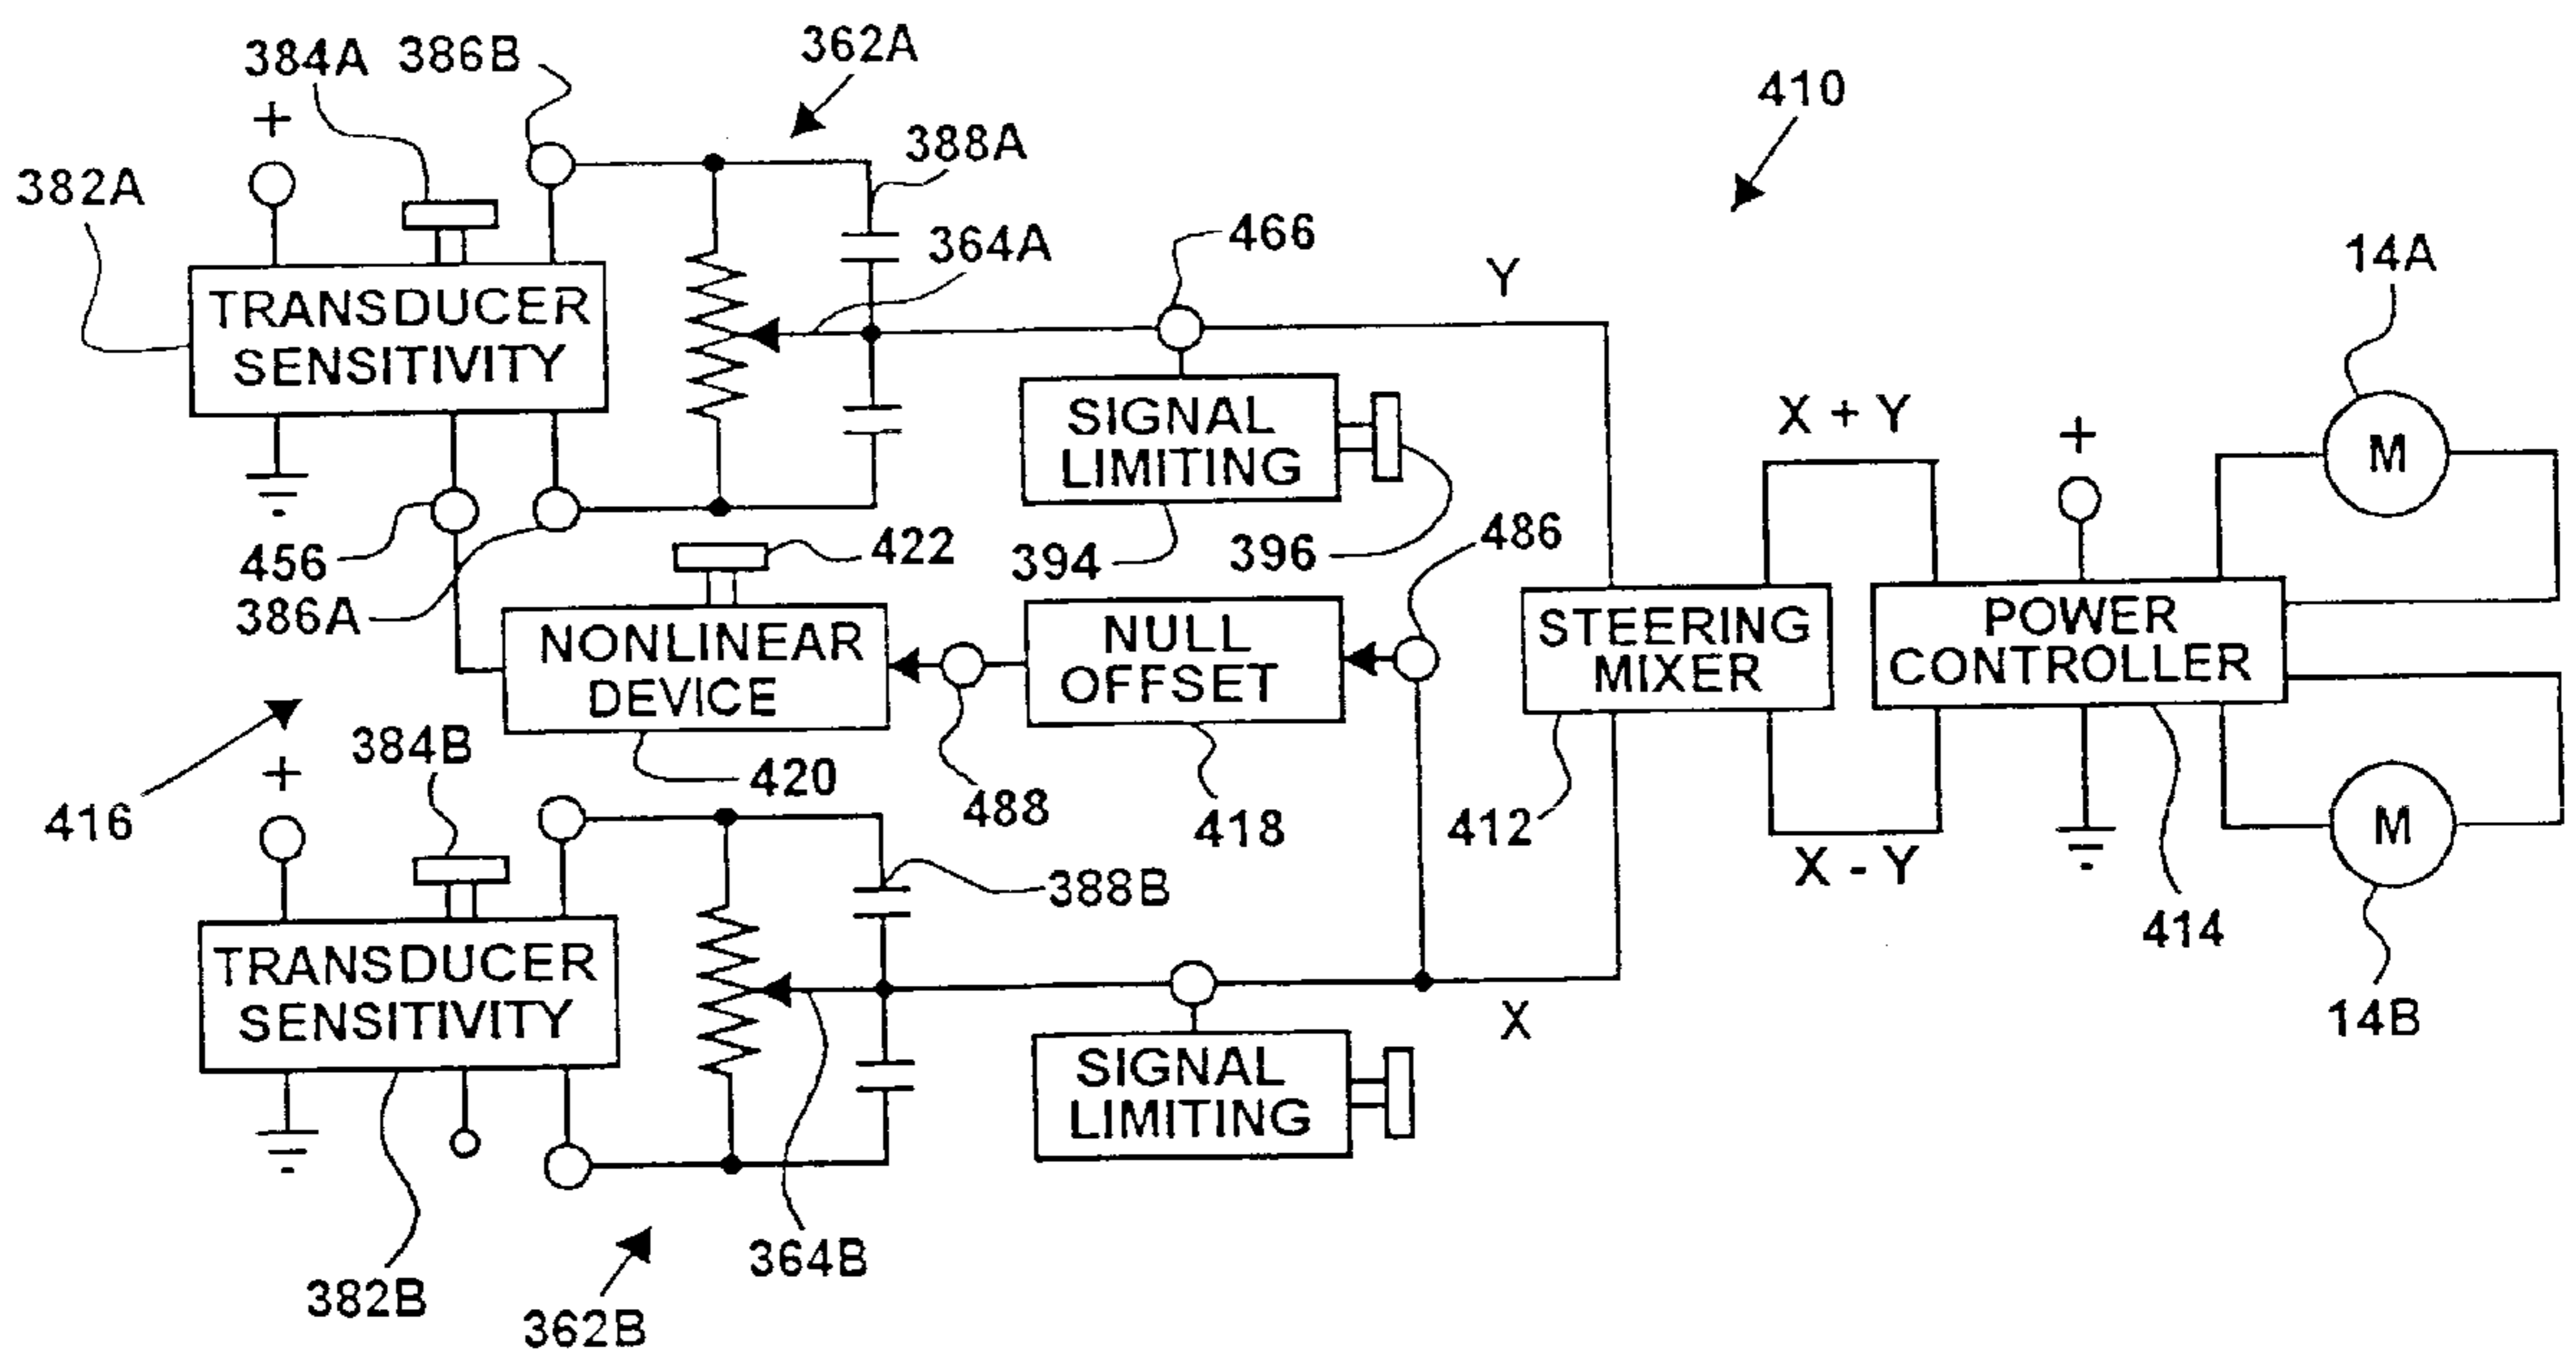 384A 386B 362A
410
+
388A
382A
466
364A
Y
14A
TRANSDUCER
SENSITIVITY
SIGNAL
LIMITING
X + Y
+
M
456
422
394
396
486
386A
NONLINEAR
DEVICE
NULL
OFFSET
STEERING
MIXER
POWER
CONTROLLER
384B
+
420
488
418
412
416
X - Y
M
388B
414
TRANSDUCER
SENSITIVITY
X
14B
SIGNAL
LIMITING
364B
382B
362B